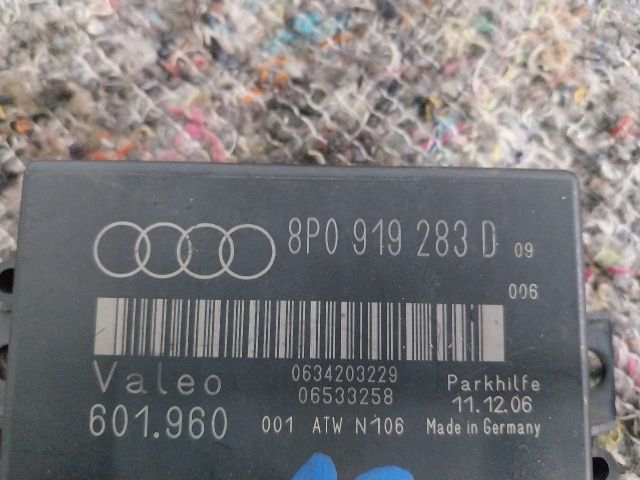 8P0 919 283 D 09
006
Valeo 0634203229 Parkhilfe
06533258 11.12.06
601.960 001 ATW N106 Made in Germany